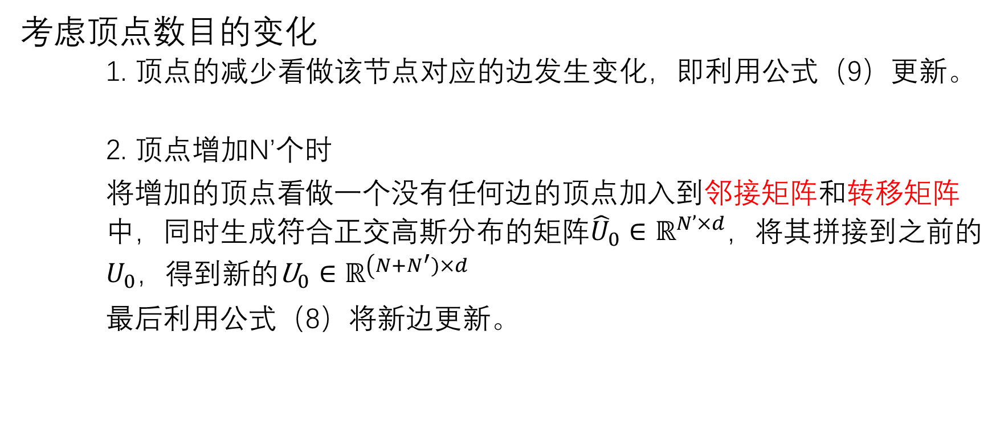 考虑顶点数目的变化
1. 顶点的减少看做该节点对应的边发生变化，即利用公式（9）更新。
2. 顶点增加N’个时
将增加的顶点看做一个没有任何边的顶点加入到邻接矩阵和转移矩阵
中，同时生成符合正交高斯分布的矩阵$\widehat{U}_0 \in \mathbb{R}^{N’\times d}$，将其拼接到之前的
$U_0$，得到新的$U_0' \in \mathbb{R}^{(N+N')\times d}$
最后利用公式（8）将新边更新。